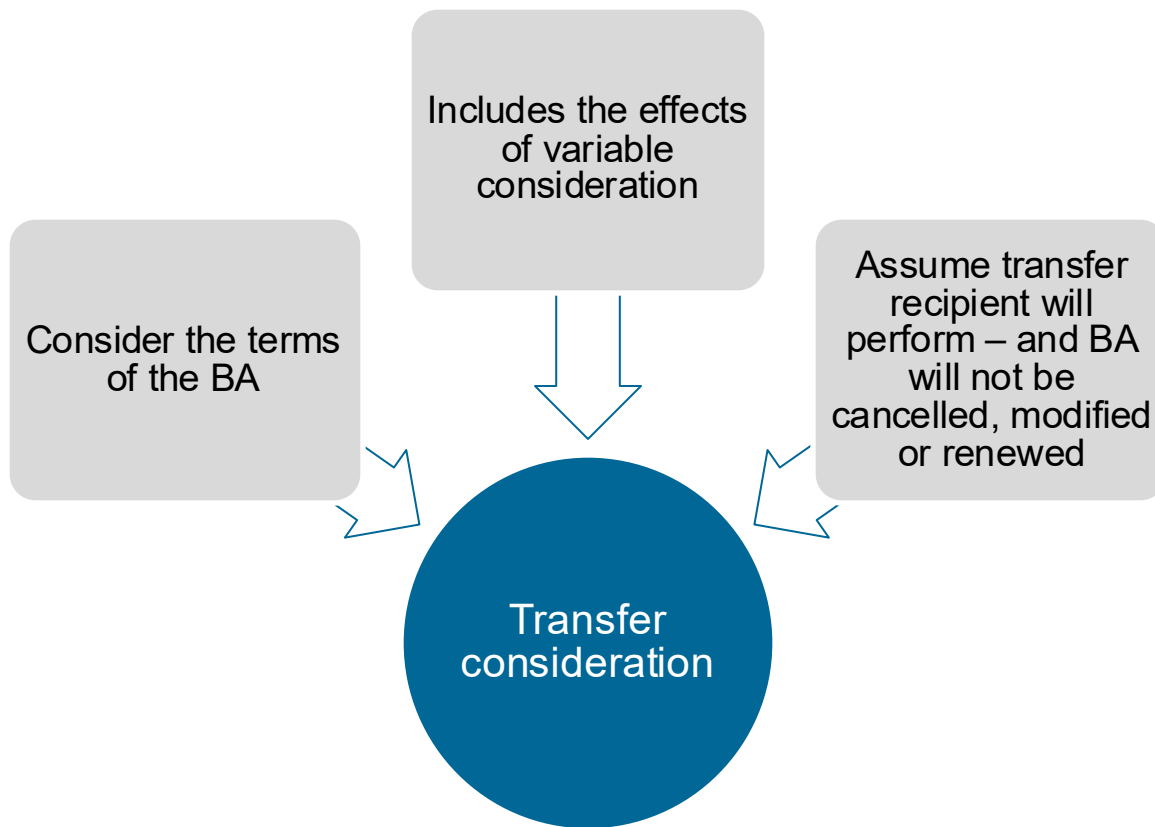 Includes the effects
of variable
consideration
Consider the terms
of the BA
Assume transfer
recipient will
perform – and BA
will not be
cancelled, modified
or renewed
Transfer
consideration